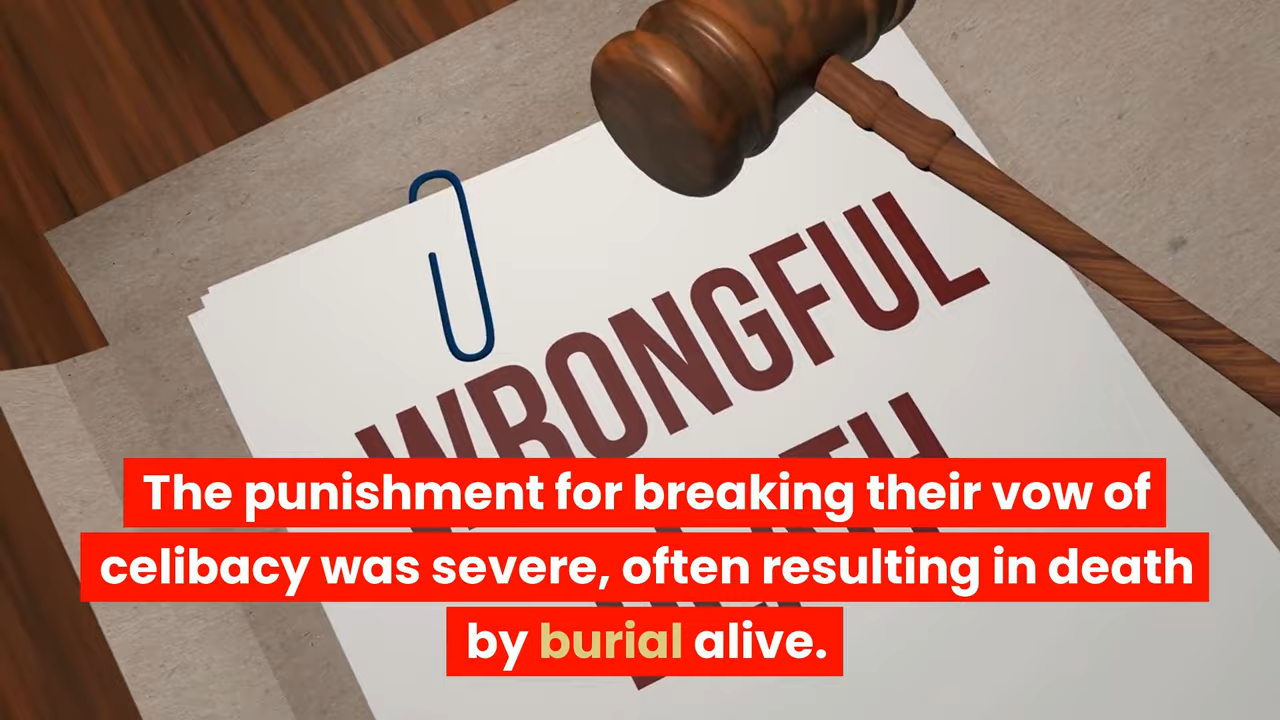 WRONGFUL
The punishment for breaking their vow of
celibacy was severe, often resulting in death
by burial alive.